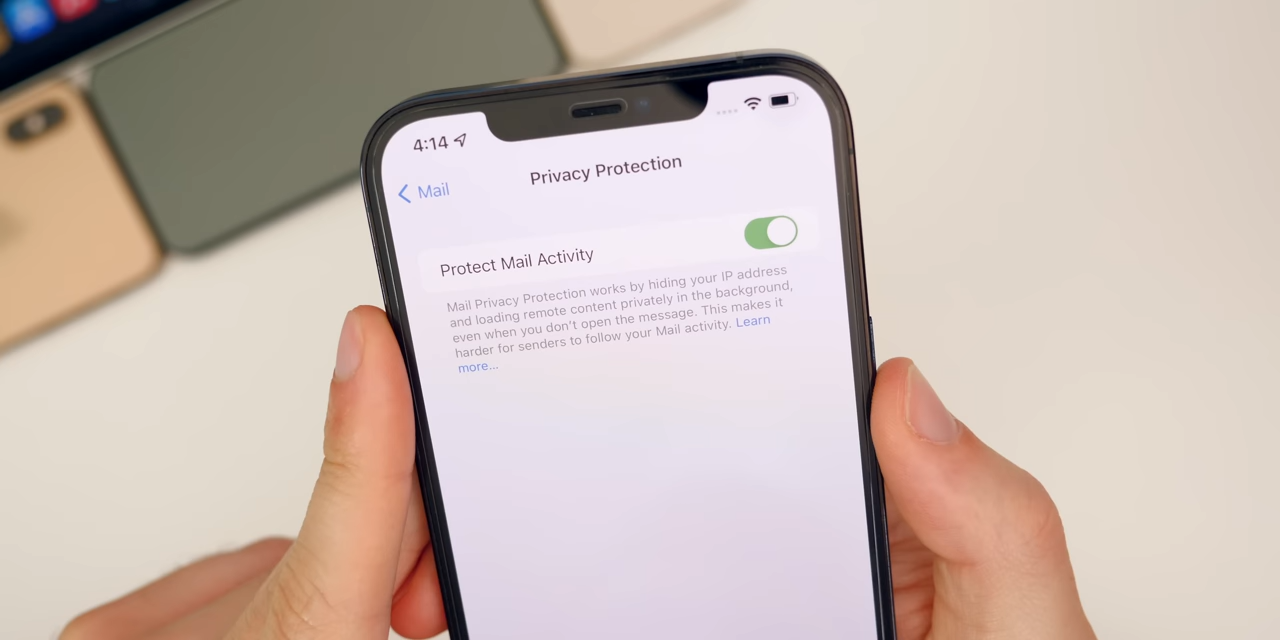 4:14
Mail
Privacy Protection
Protect Mail Activity
Mail Privacy Protection works by hiding your IP address
and loading remote content privately in the background,
even when you don't open the message. This makes it
harder for senders to follow your Mail activity. Learn
more...